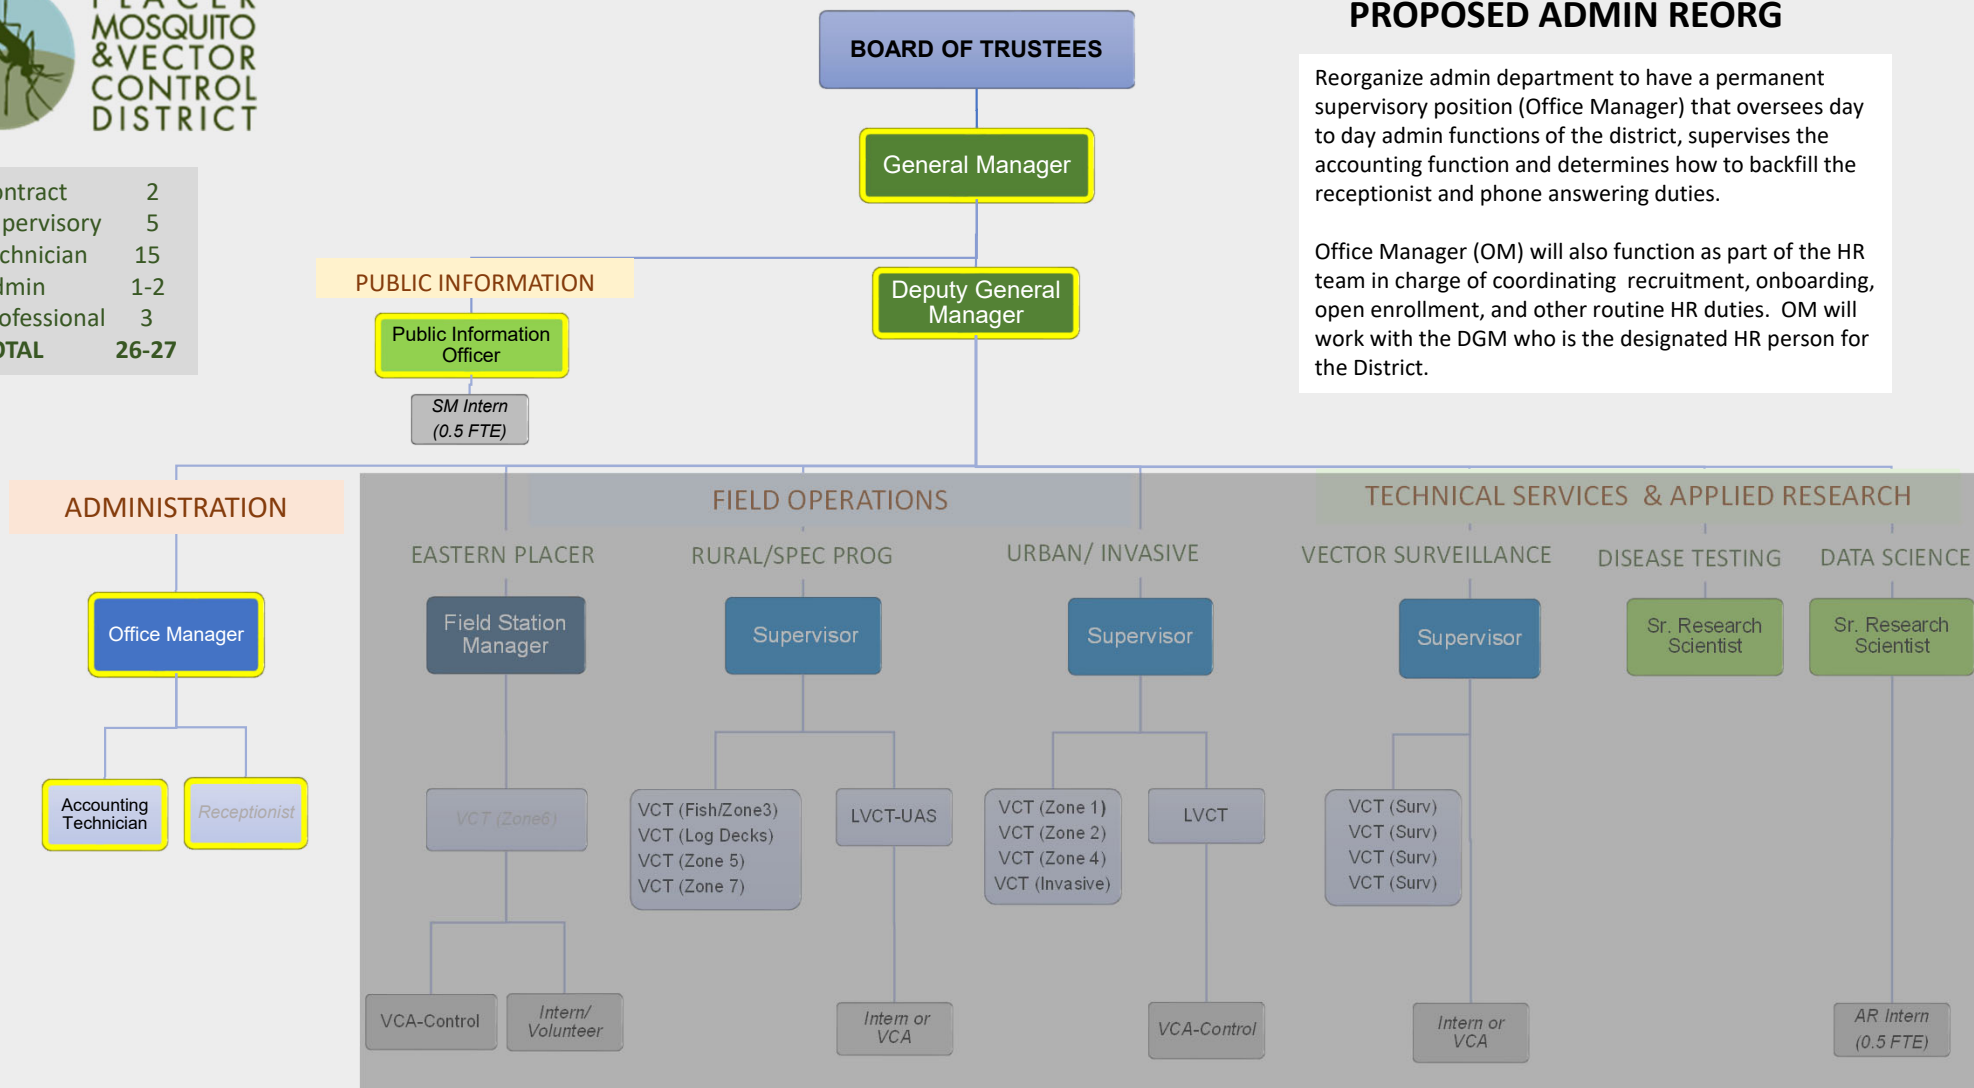 PLACER
MOSQUITO
&VECTOR
CONTROL
DISTRICT
PROPOSED ADMIN REORG
Reorganize admin department to have a permanent
supervisory position (Office Manager) that oversees day
to day admin functions of the district, supervises the
accounting function and determines how to backfill the
receptionist and phone answering duties.
Office Manager (OM) will also function as part of the HR
team in charge of coordinating recruitment, onboarding,
open enrollment, and other routine HR duties. OM will
work with the DGM who is the designated HR person for
the District.
ontract 2
pervisory 5
chnician 15
dmin 1-2
ofessional 3
OTAL 26-27
BOARD OF TRUSTEES
General Manager
PUBLIC INFORMATION
Public Information
Officer
SM Intern
(0.5 FTE)
Deputy General
Manager
ADMINISTRATION
Office Manager
Accounting
Technician
Receptionist
FIELD OPERATIONS
EASTERN PLACER
Field Station
Manager
VCT (Zone6)
VCA-Control
Intern/
Volunteer
RURAL/SPEC PROG
Supervisor
VCT (Fish/Zone3)
VCT (Log Decks)
VCT (Zone 5)
VCT (Zone 7)
LVCT-UAS
Intern or
VCA
URBAN/ INVASIVE
Supervisor
VCT (Zone 1)
VCT (Zone 2)
VCT (Zone 4)
VCT (Invasive)
LVCT
VCA-Control
TECHNICAL SERVICES & APPLIED RESEARCH
VECTOR SURVEILLANCE
Supervisor
VCT (Surv)
VCT (Surv)
VCT (Surv)
VCT (Surv)
Intern or
VCA
DISEASE TESTING
Sr. Research
Scientist
DATA SCIENCE
Sr. Research
Scientist
AR Intern
(0.5 FTE)